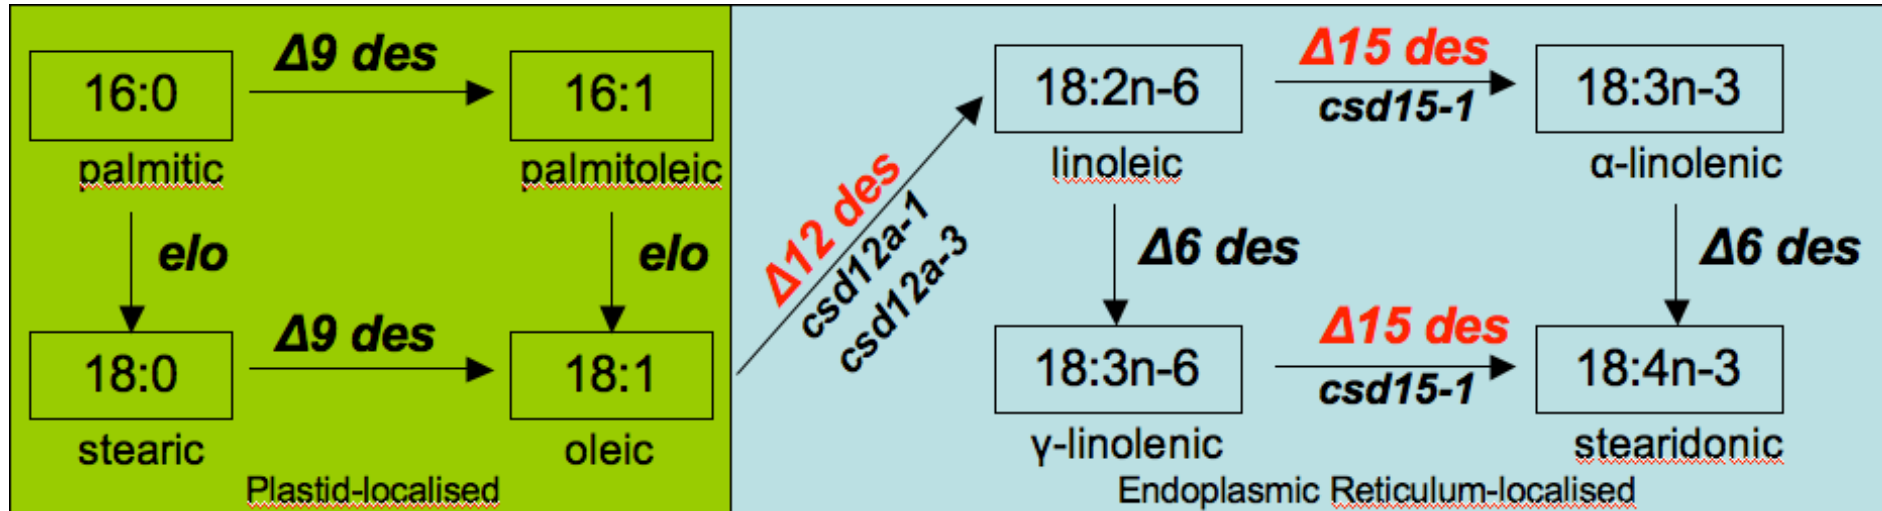 Δ9 des
16:0
16:1
palmitic
palmitoleic
elo
elo
Δ9 des
18:0
18:1
stearic
oleic
Plastid-localised
Δ12 des
csd12a-1
csd12a-3
Δ15 des
18:2n-6
csd15-1
18:3n-3
linoleic
α-linolenic
Δ6 des
Δ6 des
Δ15 des
18:3n-6
csd15-1
18:4n-3
γ-linolenic
stearidonic
Endoplasmic Reticulum-localised